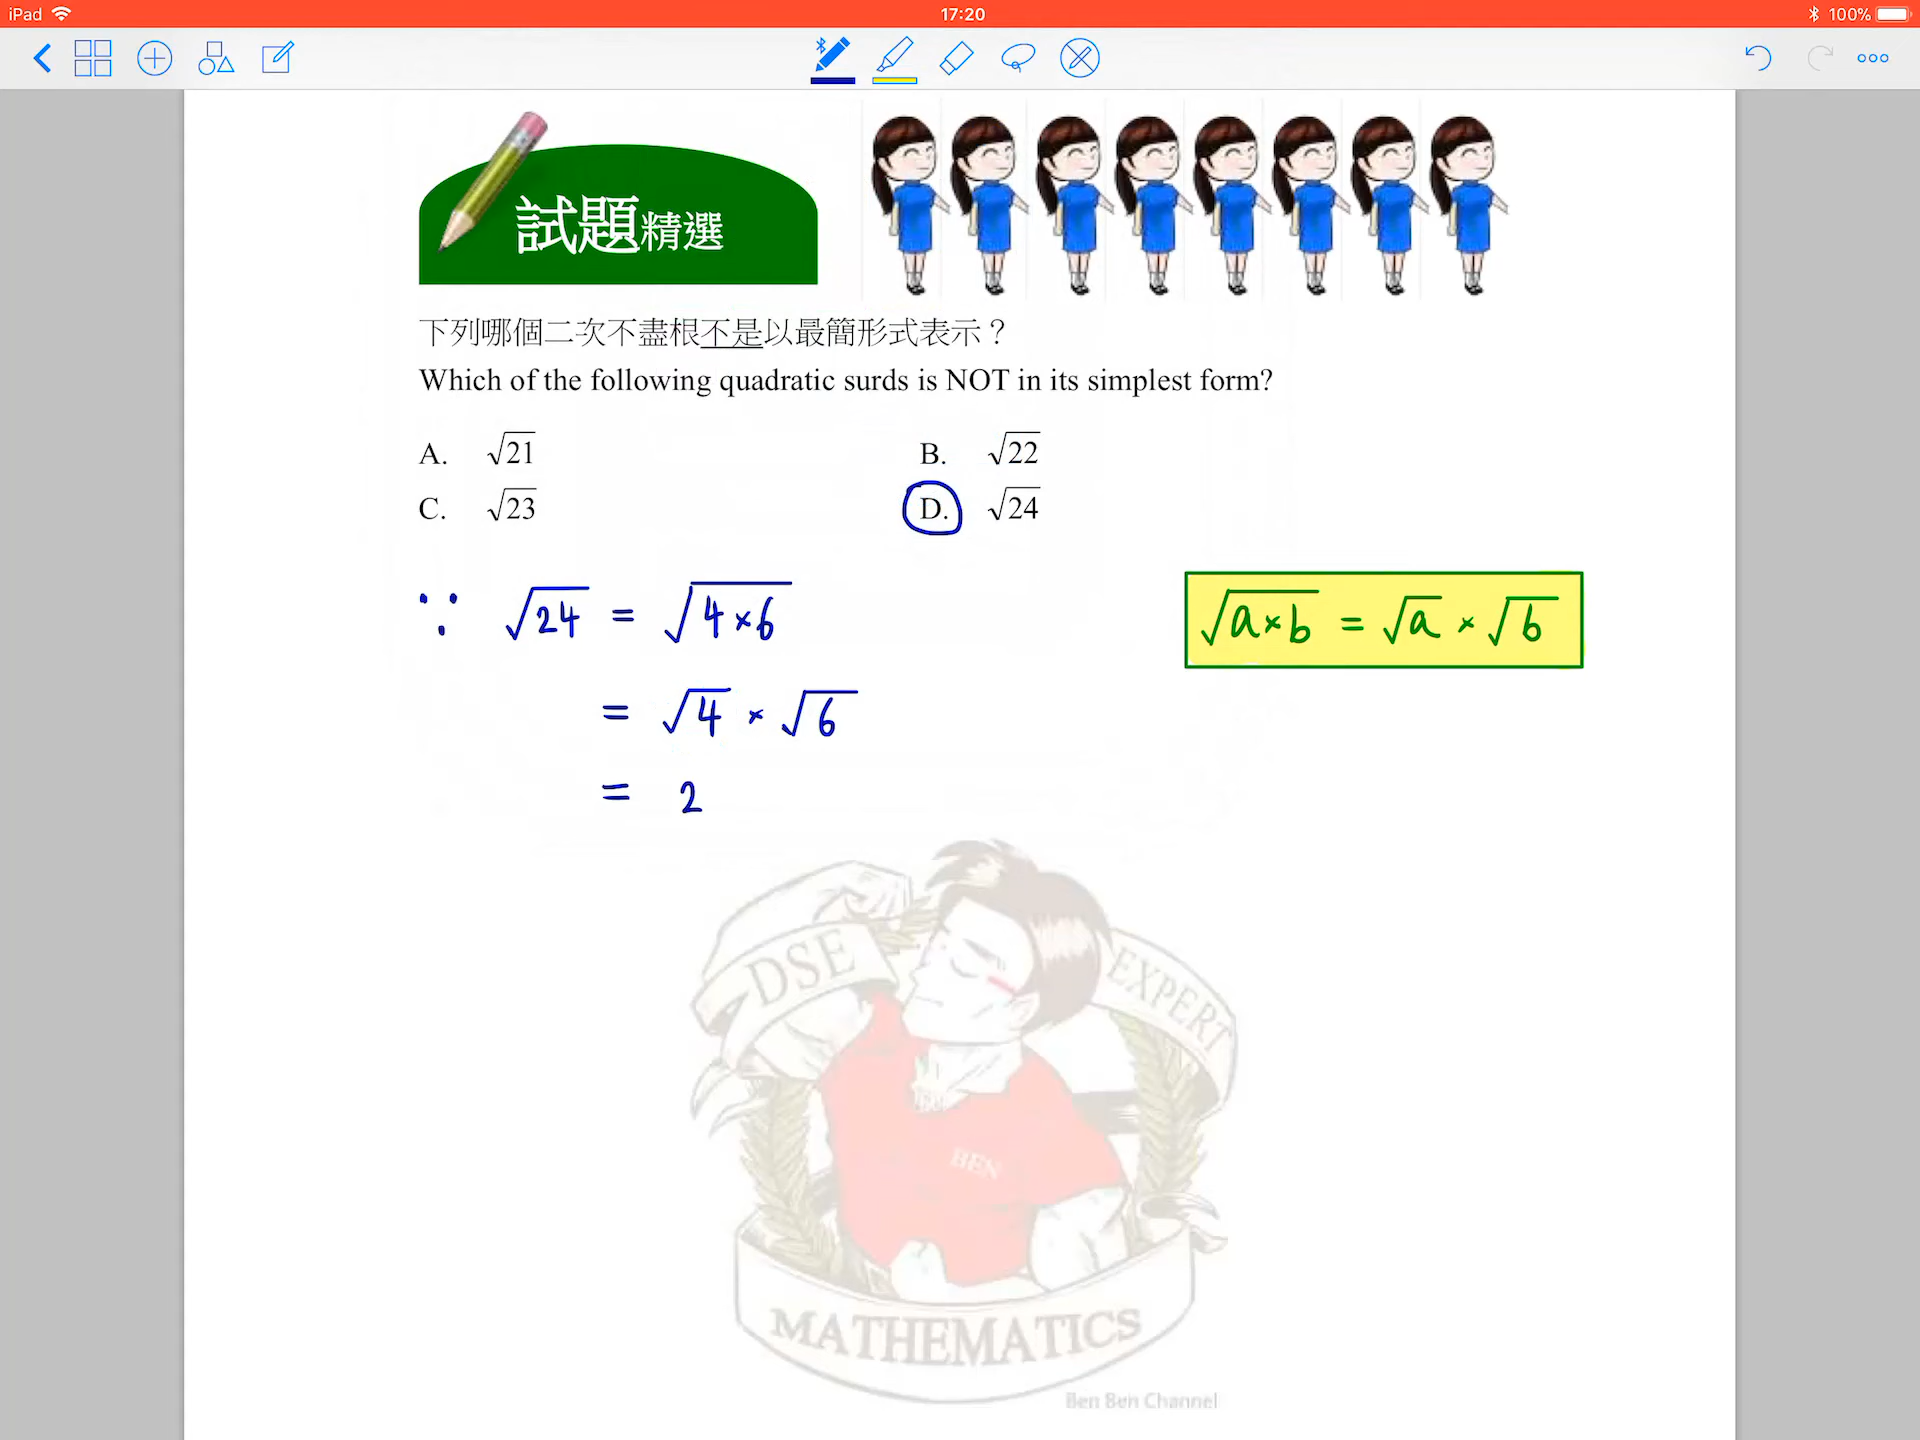 iPad 17:20 100%
試題精選
下列哪個二次不盡根不是以最簡形式表示？
Which of the following quadratic surds is NOT in its simplest form?
A. √21 B. √22
C. √23 D. √24
∵ √24 = √(4×6)
√(a×b) = √a × √b
= √4 × √6
= 2
DSE EXPERT
BEN
MATHEMATICS
Ben Ben Channel